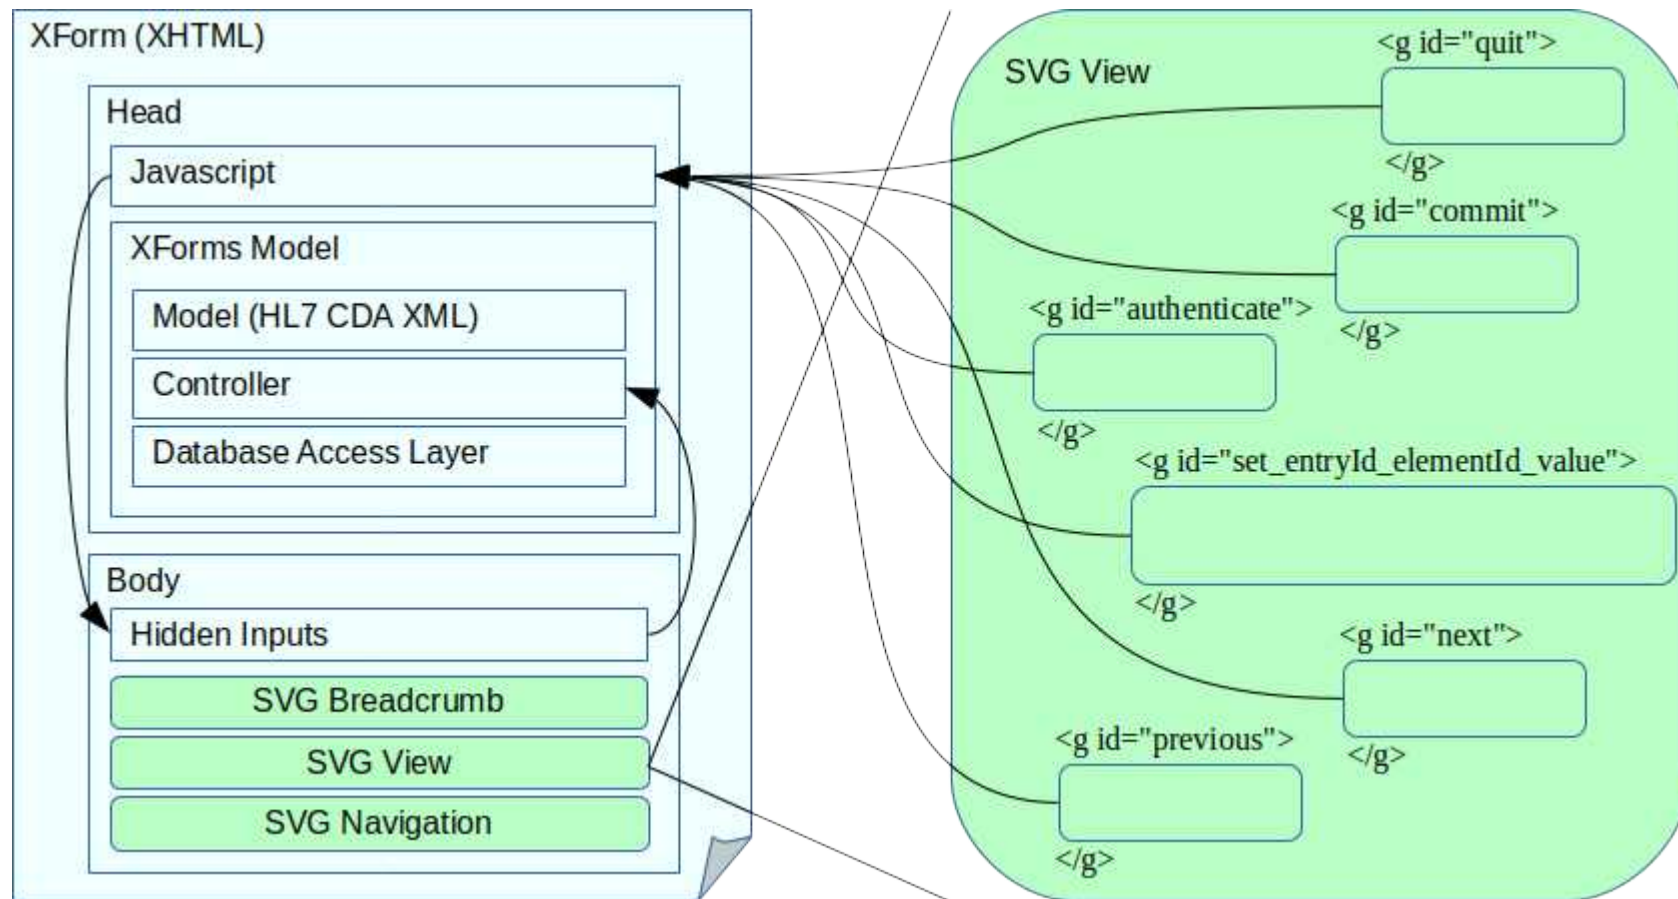 XForm (XHTML)
Head
Javascript
XForms Model
Model (HL7 CDA XML)
Controller
Database Access Layer
Body
Hidden Inputs
SVG Breadcrumb
SVG View
SVG Navigation
SVG View
<g id="quit">
</g>
<g id="commit">
</g>
<g id="authenticate">
</g>
<g id="set_entryId_elementId_value">
</g>
<g id="next">
</g>
<g id="previous">
</g>